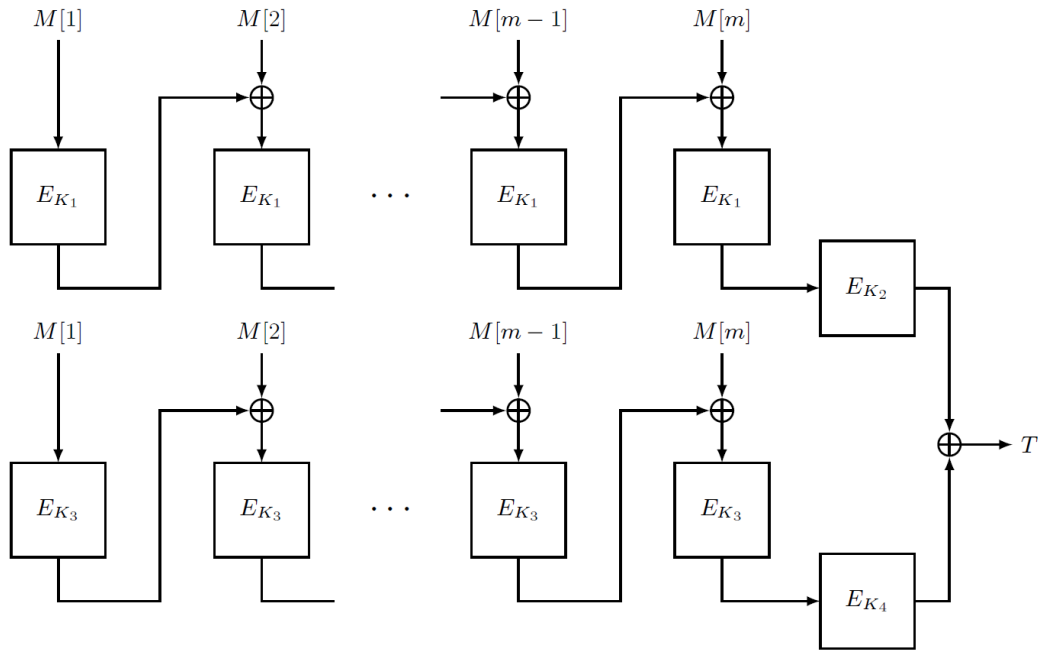 M[1] M[2] M[m − 1] M[m]
E_{K_1} E_{K_1} · · · E_{K_1} E_{K_1}
E_{K_2}
M[1] M[2] M[m − 1] M[m]
T
E_{K_3} E_{K_3} · · · E_{K_3} E_{K_3}
E_{K_4}